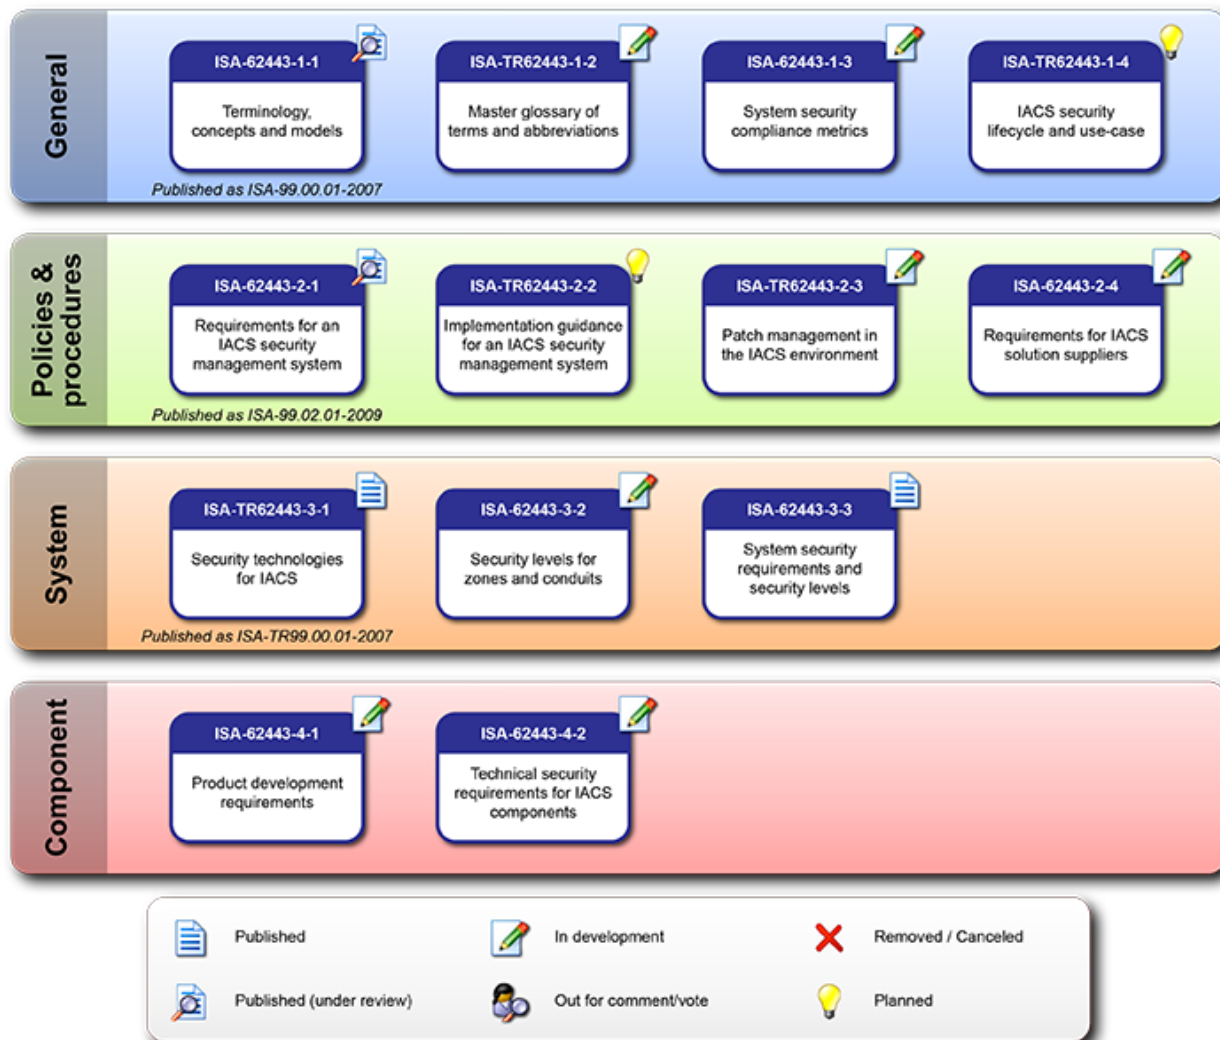 General
ISA-62443-1-1
Terminology,
concepts and models
Published as ISA-99.00.01-2007
ISA-TR62443-1-2
Master glossary of
terms and abbreviations
ISA-62443-1-3
System security
compliance metrics
ISA-TR62443-1-4
IACS security
lifecycle and use-case
Policies &
procedures
ISA-62443-2-1
Requirements for an
IACS security
management system
Published as ISA-99.02.01-2009
ISA-TR62443-2-2
Implementation guidance
for an IACS security
management system
ISA-TR62443-2-3
Patch management in
the IACS environment
ISA-62443-2-4
Requirements for IACS
solution suppliers
System
ISA-TR62443-3-1
Security technologies
for IACS
Published as ISA-TR99.00.01-2007
ISA-62443-3-2
Security levels for
zones and conduits
ISA-62443-3-3
System security
requirements and
security levels
Component
ISA-62443-4-1
Product development
requirements
ISA-62443-4-2
Technical security
requirements for IACS
components
Published
In development
Removed / Canceled
Published (under review)
Out for comment/vote
Planned